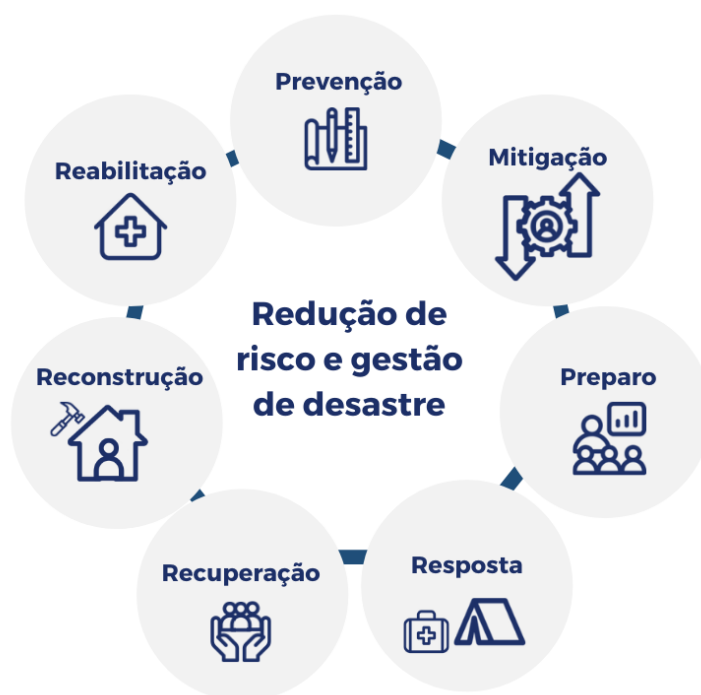 Prevenção
Mitigação
Preparo
Resposta
Recuperação
Reconstrução
Reabilitação
Redução de
risco e gestão
de desastre